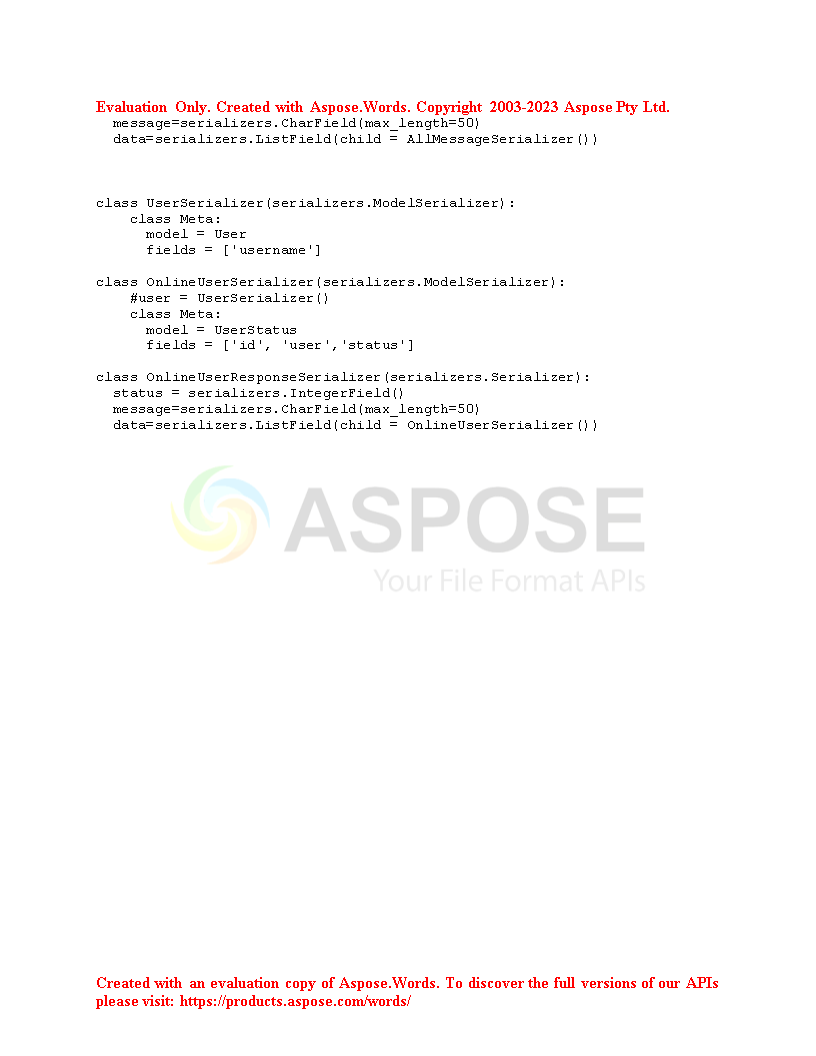 Evaluation Only. Created with Aspose.Words. Copyright 2003-2023 Aspose Pty Ltd.
  message=serializers.CharField(max_length=50)
  data=serializers.ListField(child = AllMessageSerializer())
class UserSerializer(serializers.ModelSerializer):
    class Meta:
      model = User
      fields = ['username']
class OnlineUserSerializer(serializers.ModelSerializer):
    #user = UserSerializer()
    class Meta:
      model = UserStatus
      fields = ['id', 'user','status']
class OnlineUserResponseSerializer(serializers.Serializer):
  status = serializers.IntegerField()
  message=serializers.CharField(max_length=50)
  data=serializers.ListField(child = OnlineUserSerializer())
ASPOSE
Your File Format APIs
Created with an evaluation copy of Aspose.Words. To discover the full versions of our APIs
please visit: https://products.aspose.com/words/